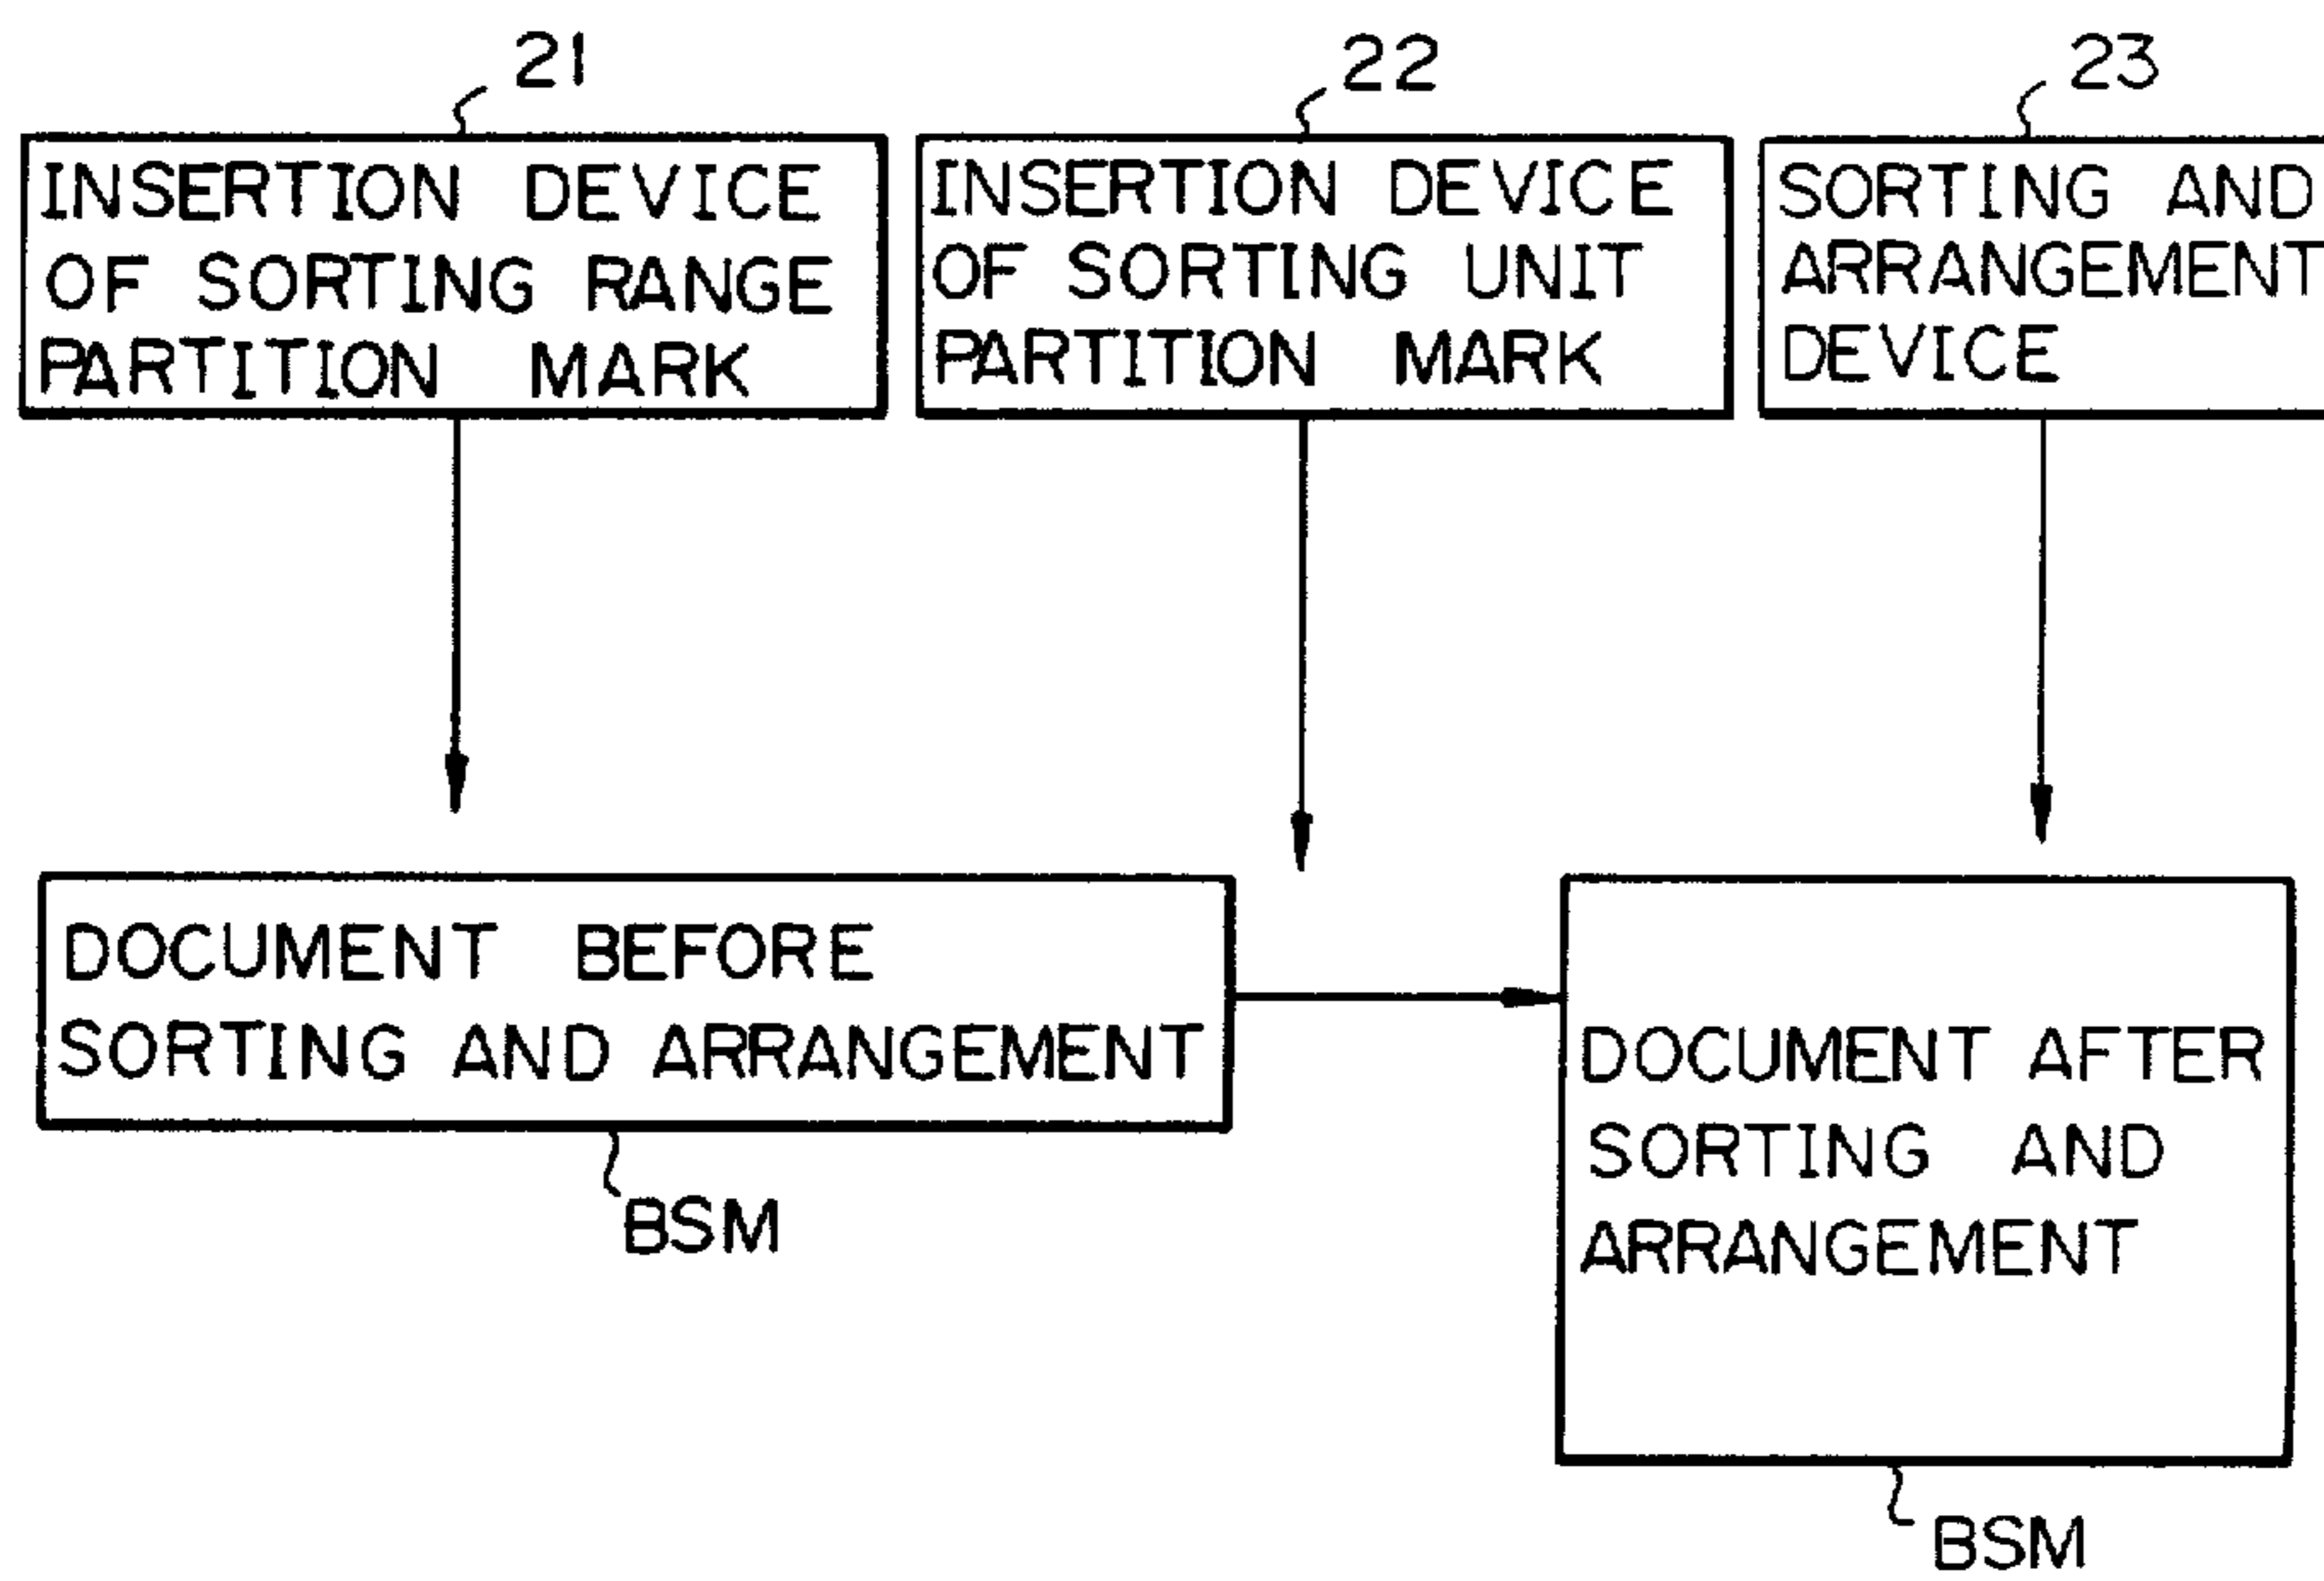 21
INSERTION DEVICE
OF SORTING RANGE
PARTITION MARK
22
INSERTION DEVICE
OF SORTING UNIT
PARTITION MARK
23
SORTING AND
ARRANGEMENT
DEVICE
DOCUMENT BEFORE
SORTING AND ARRANGEMENT
BSM
DOCUMENT AFTER
SORTING AND
ARRANGEMENT
BSM